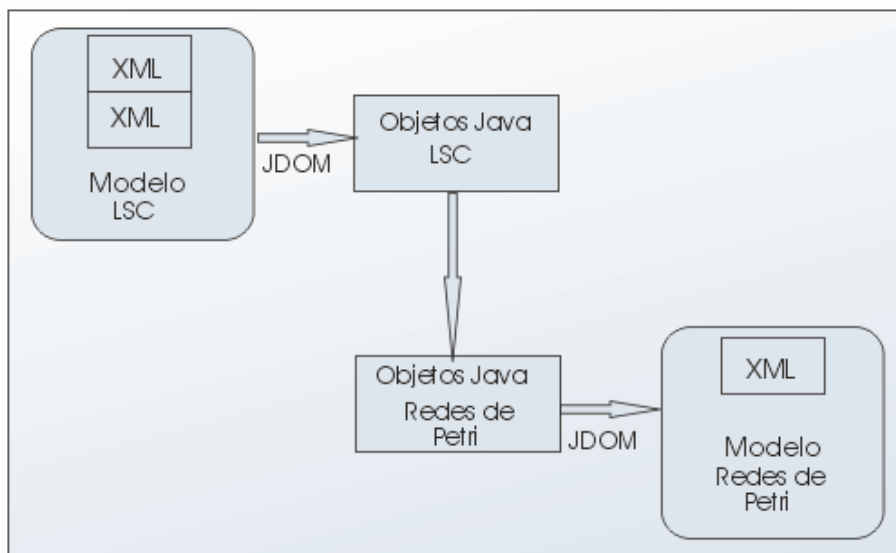 XML
XML
Modelo
LSC
JDOM
Objetos Java
LSC
Objetos Java
Redes de
Petri
JDOM
XML
Modelo
Redes de
Petri